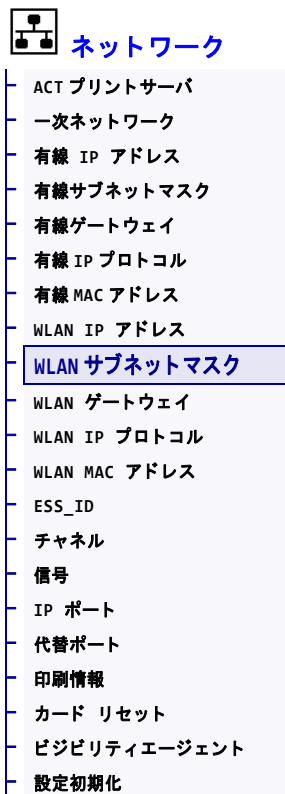 ネットワーク
ACT プリントサーバ
一次ネットワーク
有線 IP アドレス
有線サブネットマスク
有線ゲートウェイ
有線 IP プロトコル
有線 MAC アドレス
WLAN IP アドレス
WLAN サブネットマスク
WLAN ゲートウェイ
WLAN IP プロトコル
WLAN MAC アドレス
ESS_ID
チャネル
信号
IP ポート
代替ポート
印刷情報
カード リセット
ビジビリティエージェント
設定初期化